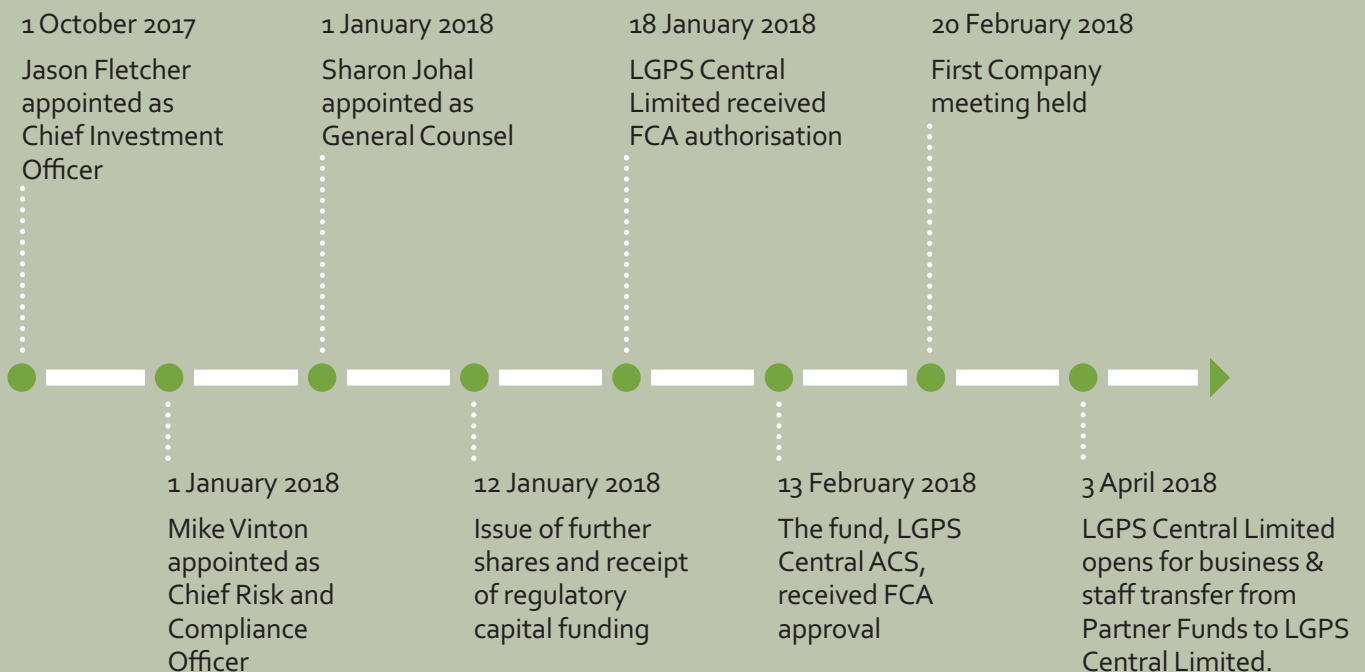 1 October 2017
Jason Fletcher
appointed as
Chief Investment
Officer
1 January 2018
Sharon Johal
appointed as
General Counsel
18 January 2018
LGPS Central
Limited received
FCA authorisation
20 February 2018
First Company
meeting held
1 January 2018
Mike Vinton
appointed as
Chief Risk and
Compliance
Officer
12 January 2018
Issue of further
shares and receipt
of regulatory
capital funding
13 February 2018
The fund, LGPS
Central ACS,
received FCA
approval
3 April 2018
LGPS Central Limited
opens for business &
staff transfer from
Partner Funds to LGPS
Central Limited.